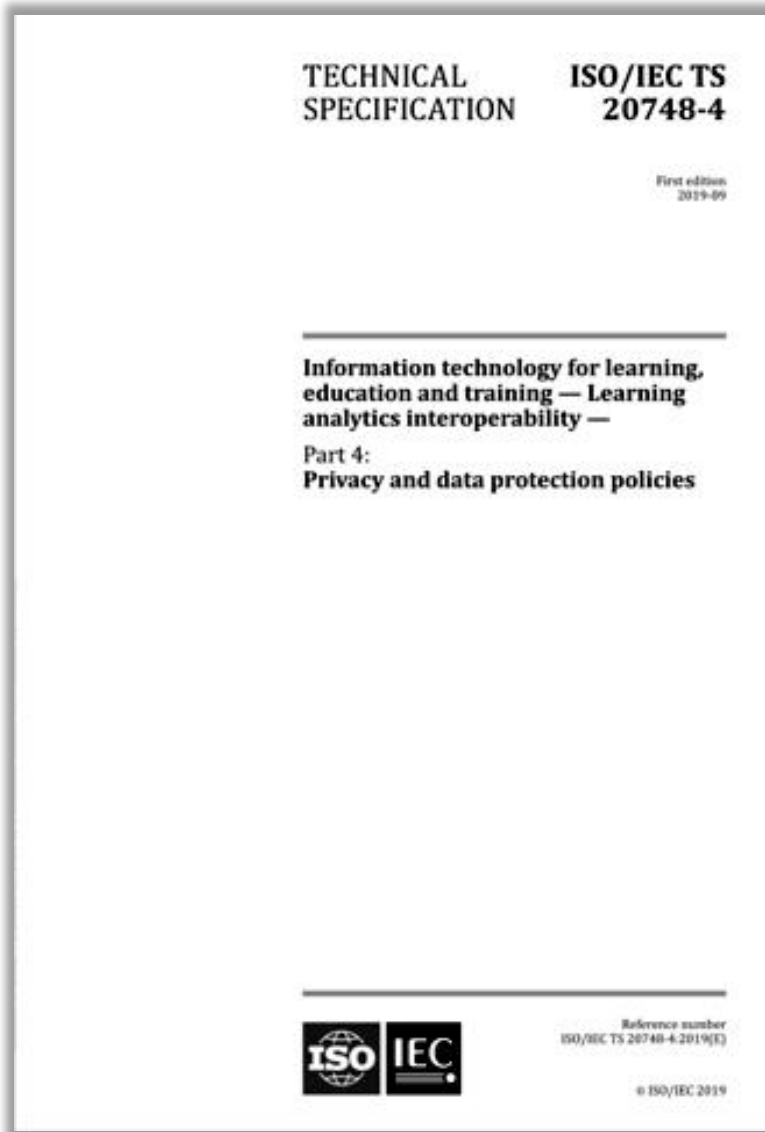 TECHNICAL
SPECIFICATION
ISO/IEC TS
20748-4
First edition
2019-09
Information technology for learning,
education and training — Learning
analytics interoperability —
Part 4:
Privacy and data protection policies
ISO
IEC
Reference number
ISO/IEC TS 20748-4:2019(E)
© ISO/IEC 2019